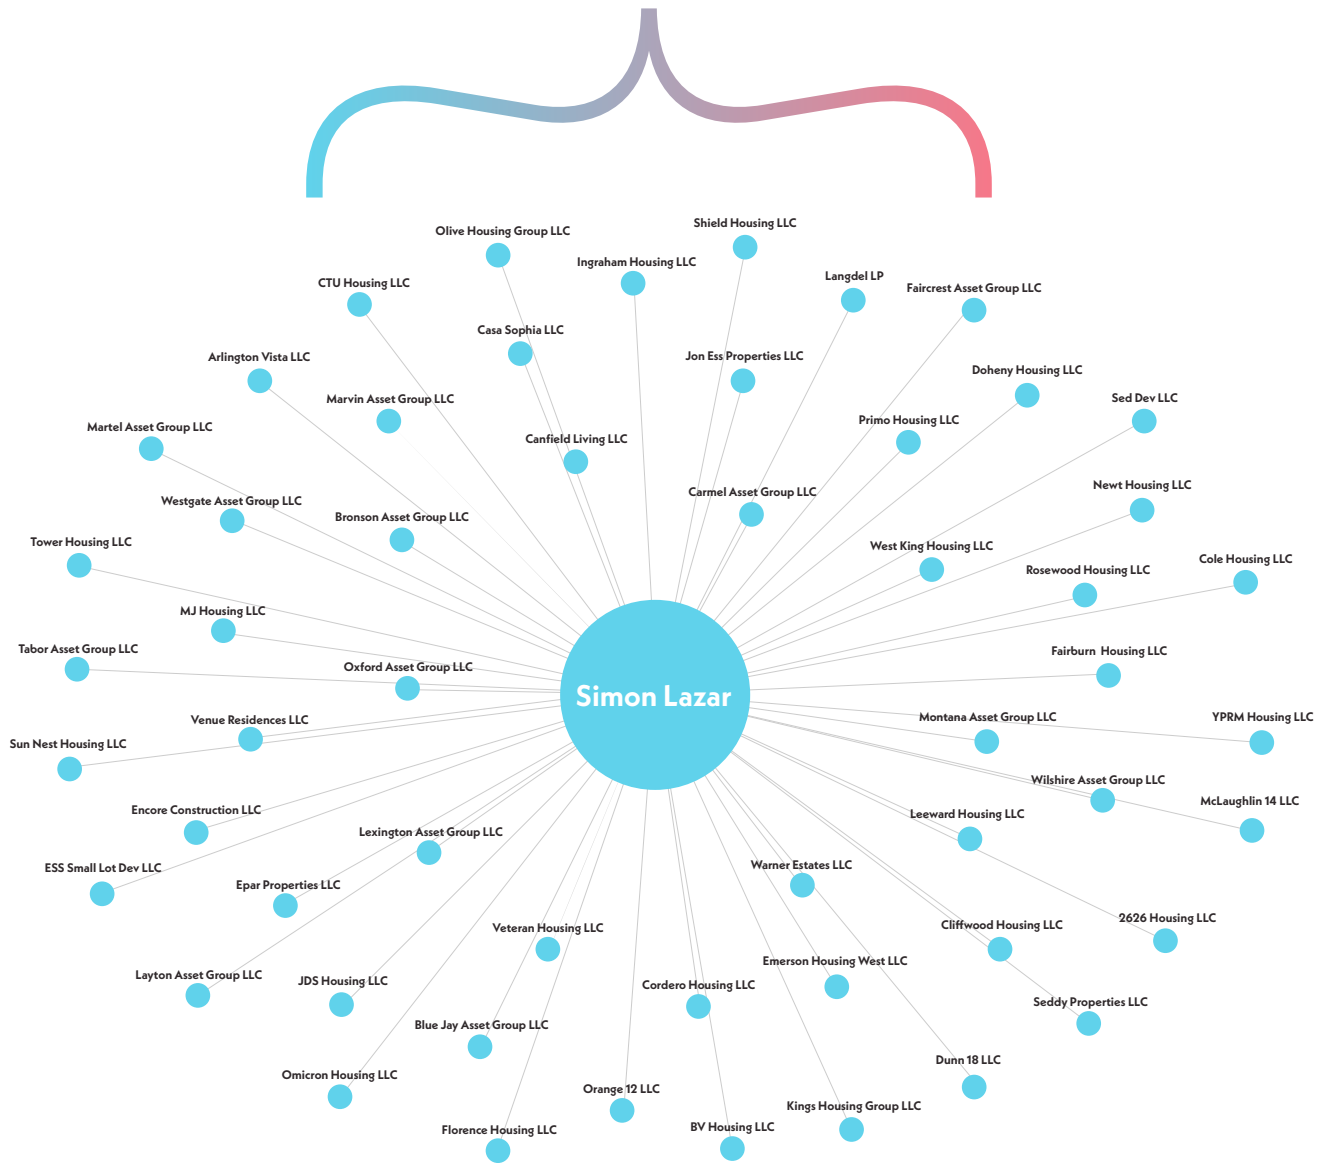 Shield Housing LLC
Olive Housing Group LLC
Ingraham Housing LLC
Langdel LP
CTU Housing LLC
Faircrest Asset Group LLC
Casa Sophia LLC
Arlington Vista LLC
Jon Ess Properties LLC
Doheny Housing LLC
Marvin Asset Group LLC
Sed Dev LLC
Martel Asset Group LLC
Primo Housing LLC
Canfield Living LLC
Newt Housing LLC
Westgate Asset Group LLC
Carmel Asset Group LLC
Bronson Asset Group LLC
Tower Housing LLC
West King Housing LLC
Cole Housing LLC
Rosewood Housing LLC
MJ Housing LLC
Tabor Asset Group LLC
Fairburn  Housing LLC
Oxford Asset Group LLC
Simon Lazar
Venue Residences LLC
Montana Asset Group LLC
YPRM Housing LLC
Sun Nest Housing LLC
Wilshire Asset Group LLC
McLaughlin 14 LLC
Encore Construction LLC
Leeward Housing LLC
Lexington Asset Group LLC
ESS Small Lot Dev LLC
Warner Estates LLC
Epar Properties LLC
2626 Housing LLC
Veteran Housing LLC
Cliffwood Housing LLC
Emerson Housing West LLC
Layton Asset Group LLC
JDS Housing LLC
Cordero Housing LLC
Seddy Properties LLC
Blue Jay Asset Group LLC
Dunn 18 LLC
Omicron Housing LLC
Orange 12 LLC
Kings Housing Group LLC
BV Housing LLC
Florence Housing LLC